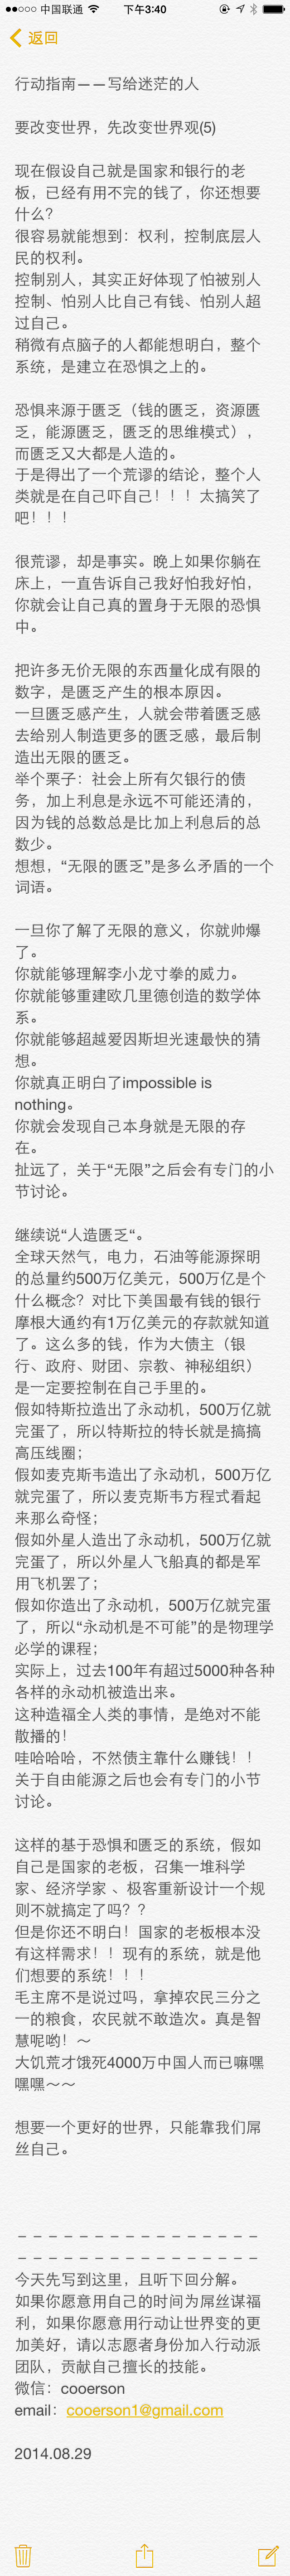 中国联通 下午3:40
返回
行动指南——写给迷茫的人
要改变世界，先改变世界观(5)
现在假设自己就是国家和银行的老
板，已经有用不完的钱了，你还想要
什么？
很容易就能想到：权利，控制底层人
民的权利。
控制别人，其实正好体现了怕被别人
控制、怕别人比自己有钱、怕别人超
过自己。
稍微有点脑子的人都能想明白，整个
系统，是建立在恐惧之上的。
恐惧来源于匮乏（钱的匮乏，资源匮
乏，能源匮乏，匮乏的思维模式），
而匮乏又大都是人造的。
于是得出了一个荒谬的结论，整个人
类就是在自己吓自己！！！太搞笑了
吧！！！
很荒谬，却是事实。晚上如果你躺在
床上，一直告诉自己我好怕我好怕，
你就会让自己真的置身于无限的恐惧
中。
把许多无价无限的东西量化成有限的
数字，是匮乏产生的根本原因。
一旦匮乏感产生，人就会带着匮乏感
去给别人制造更多的匮乏感，最后制
造出无限的匮乏。
举个栗子：社会上所有欠银行的债
务，加上利息是永远不可能还清的，
因为钱的总数总是比加上利息后的总
数少。
想想，“无限的匮乏”是多么矛盾的一个
词语。
一旦你了解了无限的意义，你就帅爆
了。
你就能够理解李小龙寸拳的威力。
你就能够重建欧几里德创造的数学体
系。
你就能够超越爱因斯坦光速最快的猜
想。
你就真正明白了impossible is
nothing。
你就会发现自己本身就是无限的存
在。
扯远了，关于“无限”之后会有专门的小
节讨论。
继续说“人造匮乏“。
全球天然气，电力，石油等能源探明
的总量约500万亿美元，500万亿是个
什么概念？对比下美国最有钱的银行
摩根大通约有1万亿美元的存款就知道
了。这么多的钱，作为大债主（银
行、政府、财团、宗教、神秘组织）
是一定要控制在自己手里的。
假如特斯拉造出了永动机，500万亿就
完蛋了，所以特斯拉的特长就是搞搞
高压线圈；
假如麦克斯韦造出了永动机，500万亿
就完蛋了，所以麦克斯韦方程式看起
来那么奇怪；
假如外星人造出了永动机，500万亿就
完蛋了，所以外星人飞船真的都是军
用飞机罢了；
假如你造出了永动机，500万亿就完蛋
了，所以“永动机是不可能”的是物理学
必学的课程；
实际上，过去100年有超过5000种各种
各样的永动机被造出来。
这种造福全人类的事情，是绝对不能
散播的！
哇哈哈哈，不然债主靠什么赚钱！！
关于自由能源之后也会有专门的小节
讨论。
这样的基于恐惧和匮乏的系统，假如
自己是国家的老板，召集一堆科学
家、经济学家 、极客重新设计一个规
则不就搞定了吗？？
但是你还不明白！国家的老板根本没
有这样需求！！现有的系统，就是他
们想要的系统！！！
毛主席不是说过吗，拿掉农民三分之
一的粮食，农民就不敢造次。真是智
慧呢哟！～
大饥荒才饿死4000万中国人而已嘛嘿
嘿嘿～～
想要一个更好的世界，只能靠我们屌
丝自己。
－－－－－－－－－－－－－－－－
－－－－－－－－－－－－－－－－
今天先写到这里，且听下回分解。
如果你愿意用自己的时间为屌丝谋福
利，如果你愿意用行动让世界变的更
加美好，请以志愿者身份加入行动派
团队，贡献自己擅长的技能。
微信：cooerson
email：cooerson1@gmail.com
2014.08.29